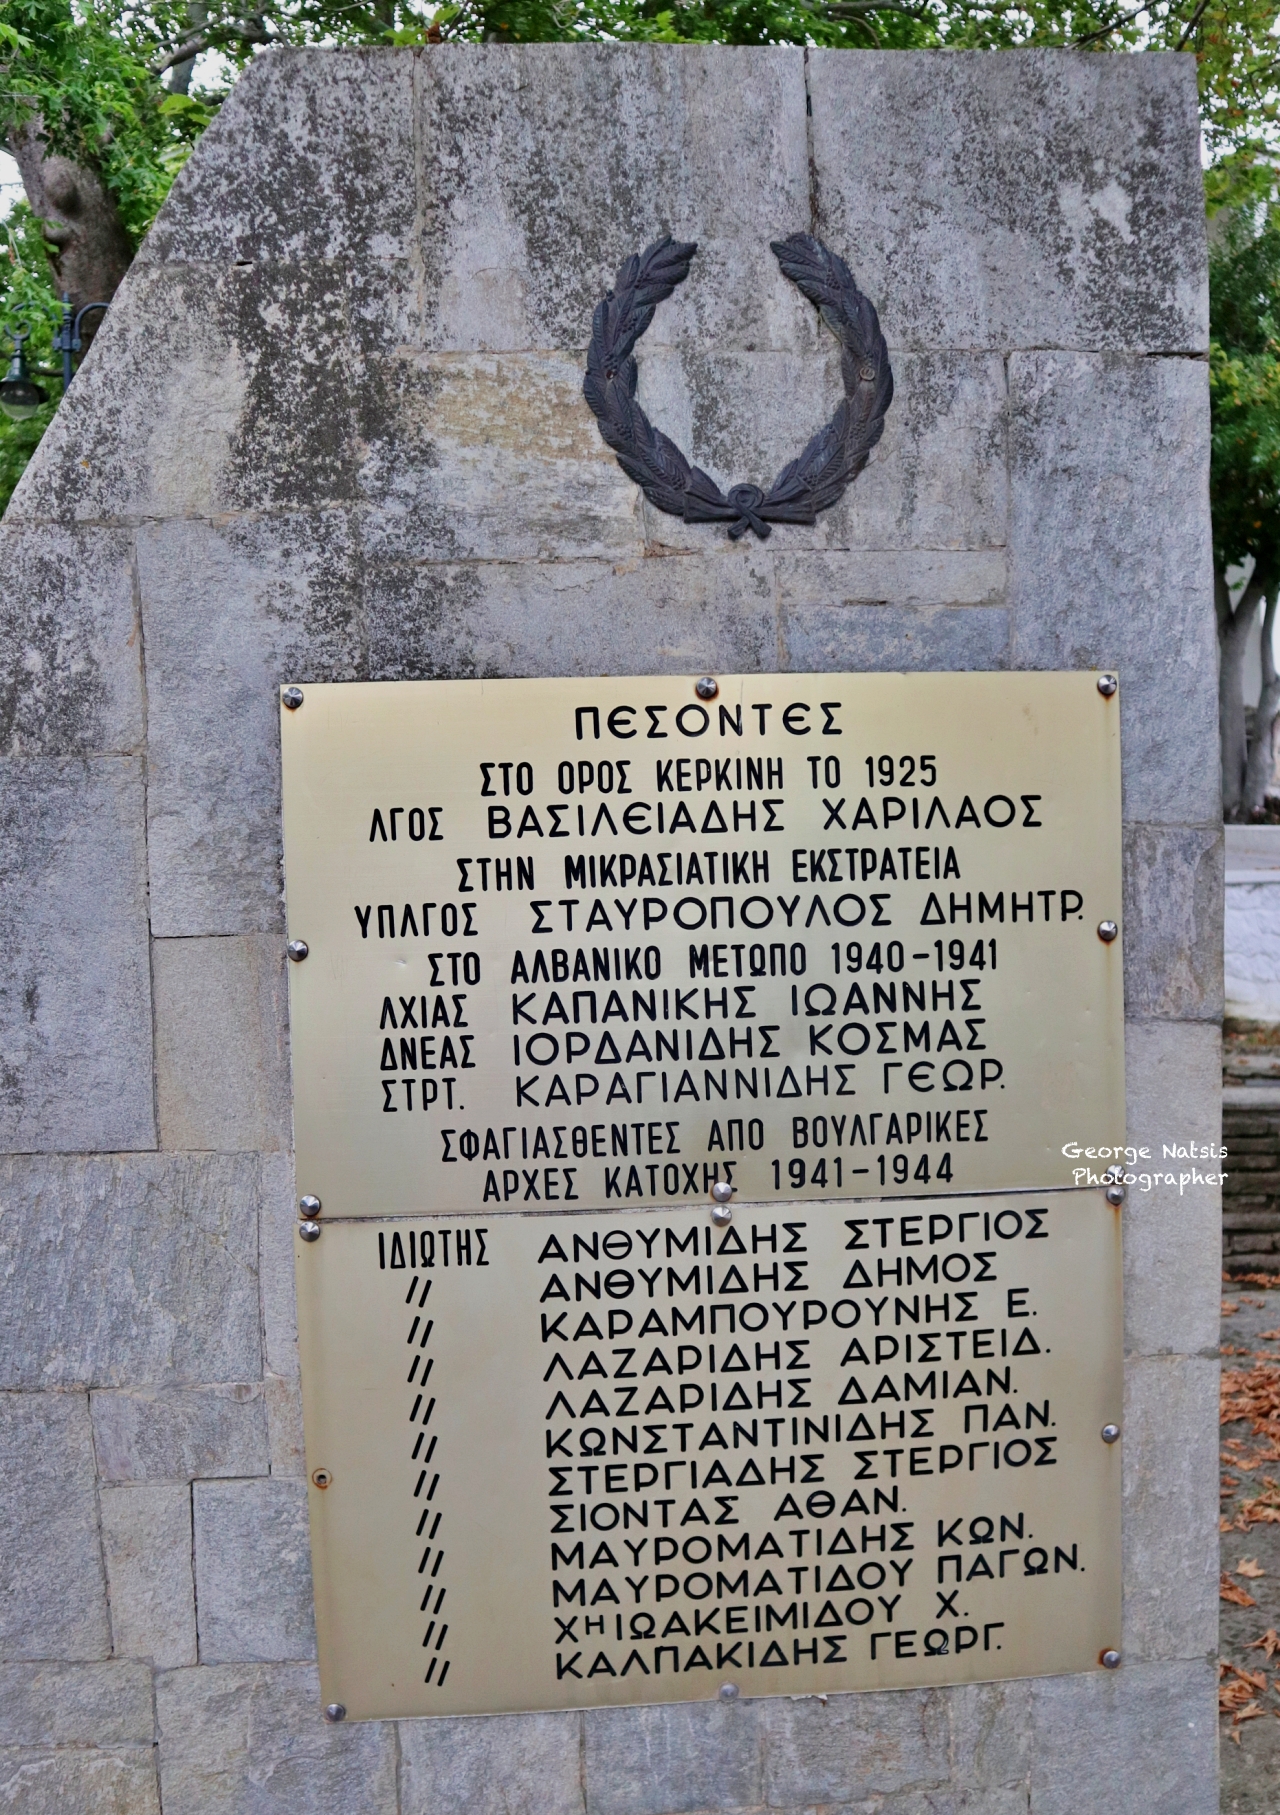 ΠΕΣΟΝΤΕΣ
ΣΤΟ ΟΡΟΣ ΚΕΡΚΙΝΗ ΤΟ 1925
ΛΓΟΣ ΒΑΣΙΛΕΙΑΔΗΣ ΧΑΡΙΛΑΟΣ
ΣΤΗΝ ΜΙΚΡΑΣΙΑΤΙΚΗ ΕΚΣΤΡΑΤΕΙΑ
ΥΠΛΓΟΣ ΣΤΑΥΡΟΠΟΥΛΟΣ ΔΗΜΗΤΡ.
ΣΤΟ ΑΛΒΑΝΙΚΟ ΜΕΤΩΠΟ 1940-1941
ΛΧΙΑΣ ΚΑΠΑΝΙΚΗΣ ΙΩΑΝΝΗΣ
ΔΝΕΑΣ ΙΟΡΔΑΝΙΔΗΣ ΚΟΣΜΑΣ
ΣΤΡΤ. ΚΑΡΑΓΙΑΝΝΙΔΗΣ ΓΕΩΡ.
ΣΦΑΓΙΑΣΘΕΝΤΕΣ ΑΠΟ ΒΟΥΛΓΑΡΙΚΕΣ
ΑΡΧΕΣ ΚΑΤΟΧΗΣ 1941-1944
George Natsis
Photographer
ΙΔΙΩΤΗΣ ΑΝΘΥΜΙΔΗΣ ΣΤΕΡΓΙΟΣ
// ΑΝΘΥΜΙΔΗΣ ΔΗΜΟΣ
// ΚΑΡΑΜΠΟΥΡΟΥΝΗΣ Ε.
// ΛΑΖΑΡΙΔΗΣ ΑΡΙΣΤΕΙΔ.
// ΛΑΖΑΡΙΔΗΣ ΔΑΜΙΑΝ.
// ΚΩΝΣΤΑΝΤΙΝΙΔΗΣ ΠΑΝ.
// ΣΤΕΡΓΙΑΔΗΣ ΣΤΕΡΓΙΟΣ
// ΣΙΟΝΤΑΣ ΑΘΑΝ.
// ΜΑΥΡΟΜΑΤΙΔΗΣ ΚΩΝ.
// ΜΑΥΡΟΜΑΤΙΔΟΥ ΠΑΓΩΝ.
// ΧΗΙΩΑΚΕΙΜΙΔΟΥ Χ.
// ΚΑΛΠΑΚΙΔΗΣ ΓΕΩΡΓ.